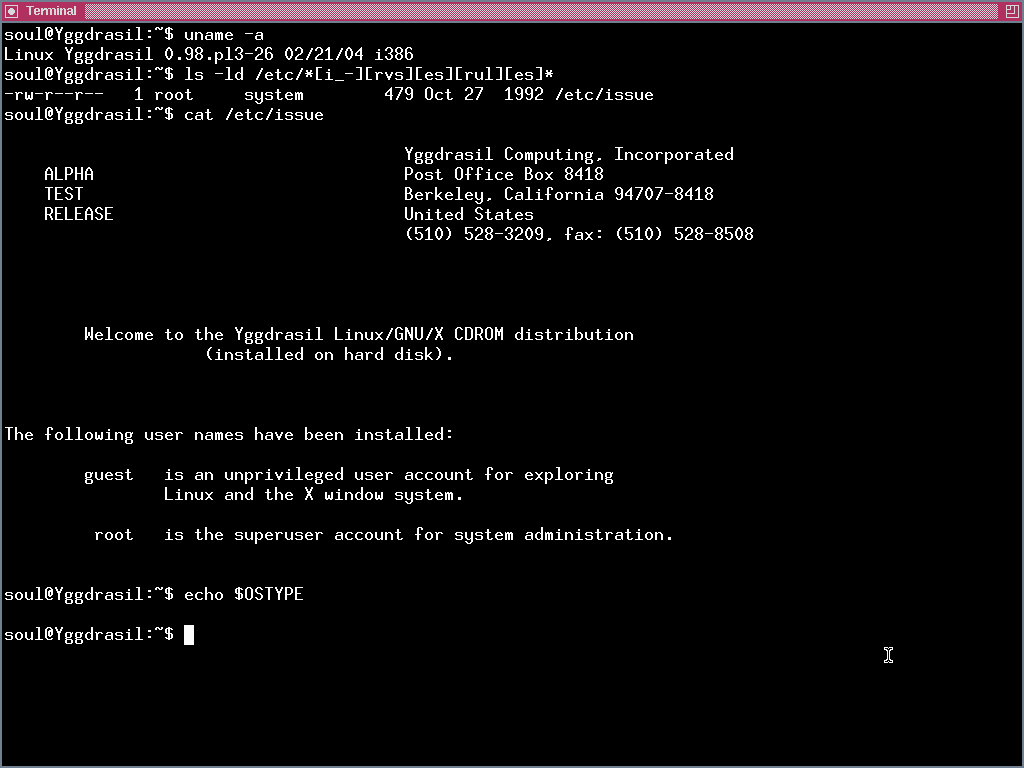 Terminal
soul@Yggdrasil:~$ uname -a
Linux Yggdrasil 0.98.pl3-26 02/21/04 i386
soul@Yggdrasil:~$ ls -ld /etc/*[i_-][rvs][es][rul][es]*
-rw-r--r--   1 root     system        479 Oct 27  1992 /etc/issue
soul@Yggdrasil:~$ cat /etc/issue
Yggdrasil Computing, Incorporated
ALPHA                               Post Office Box 8418
TEST                                Berkeley, California 94707-8418
RELEASE                             United States
(510) 528-3209, fax: (510) 528-8508
Welcome to the Yggdrasil Linux/GNU/X CDROM distribution
(installed on hard disk).
The following user names have been installed:
guest   is an unprivileged user account for exploring
Linux and the X window system.
root   is the superuser account for system administration.
soul@Yggdrasil:~$ echo $OSTYPE
soul@Yggdrasil:~$